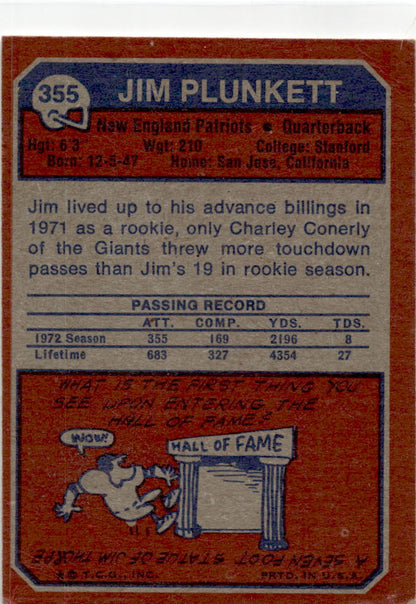 355
JIM PLUNKETT
New England Patriots • Quarterback
Hgt: 6'3 Wgt: 210 College: Stanford
Born: 12-5-47 Home: San Jose, California
Jim lived up to his advance billings in
1971 as a rookie, only Charley Conerly
of the Giants threw more touchdown
passes than Jim's 19 in rookie season.
PASSING RECORD
ATT. COMP. YDS. TDS.
1972 Season 355 169 2196 8
Lifetime 683 327 4354 27
WHAT IS THE FIRST THING YOU
SEE UPON ENTERING THE
HALL OF FAME?
WOW!
HALL OF FAME
A SEVEN FOOT
STATUE OF JIM THORPE
© T.C.G., INC. PRTD. IN U.S.A.